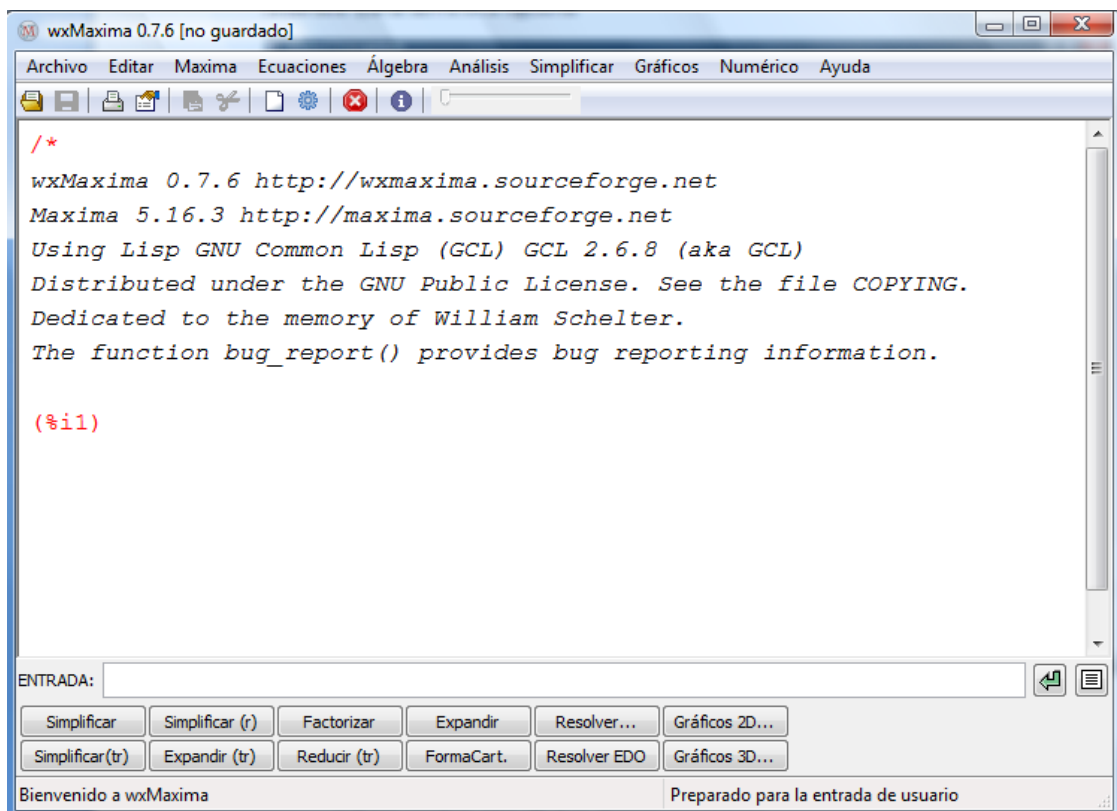 wxMaxima 0.7.6 [no guardado]
Archivo Editar Maxima Ecuaciones Álgebra Análisis Simplificar Gráficos Numérico Ayuda
/*
wxMaxima 0.7.6 http://wxmaxima.sourceforge.net
Maxima 5.16.3 http://maxima.sourceforge.net
Using Lisp GNU Common Lisp (GCL) GCL 2.6.8 (aka GCL)
Distributed under the GNU Public License. See the file COPYING.
Dedicated to the memory of William Schelter.
The function bug_report() provides bug reporting information.
(%i1)
ENTRADA:
Simplificar Simplificar (r) Factorizar Expandir Resolver... Gráficos 2D...
Simplificar(tr) Expandir (tr) Reducir (tr) FormaCart. Resolver EDO Gráficos 3D...
Bienvenido a wxMaxima Preparado para la entrada de usuario